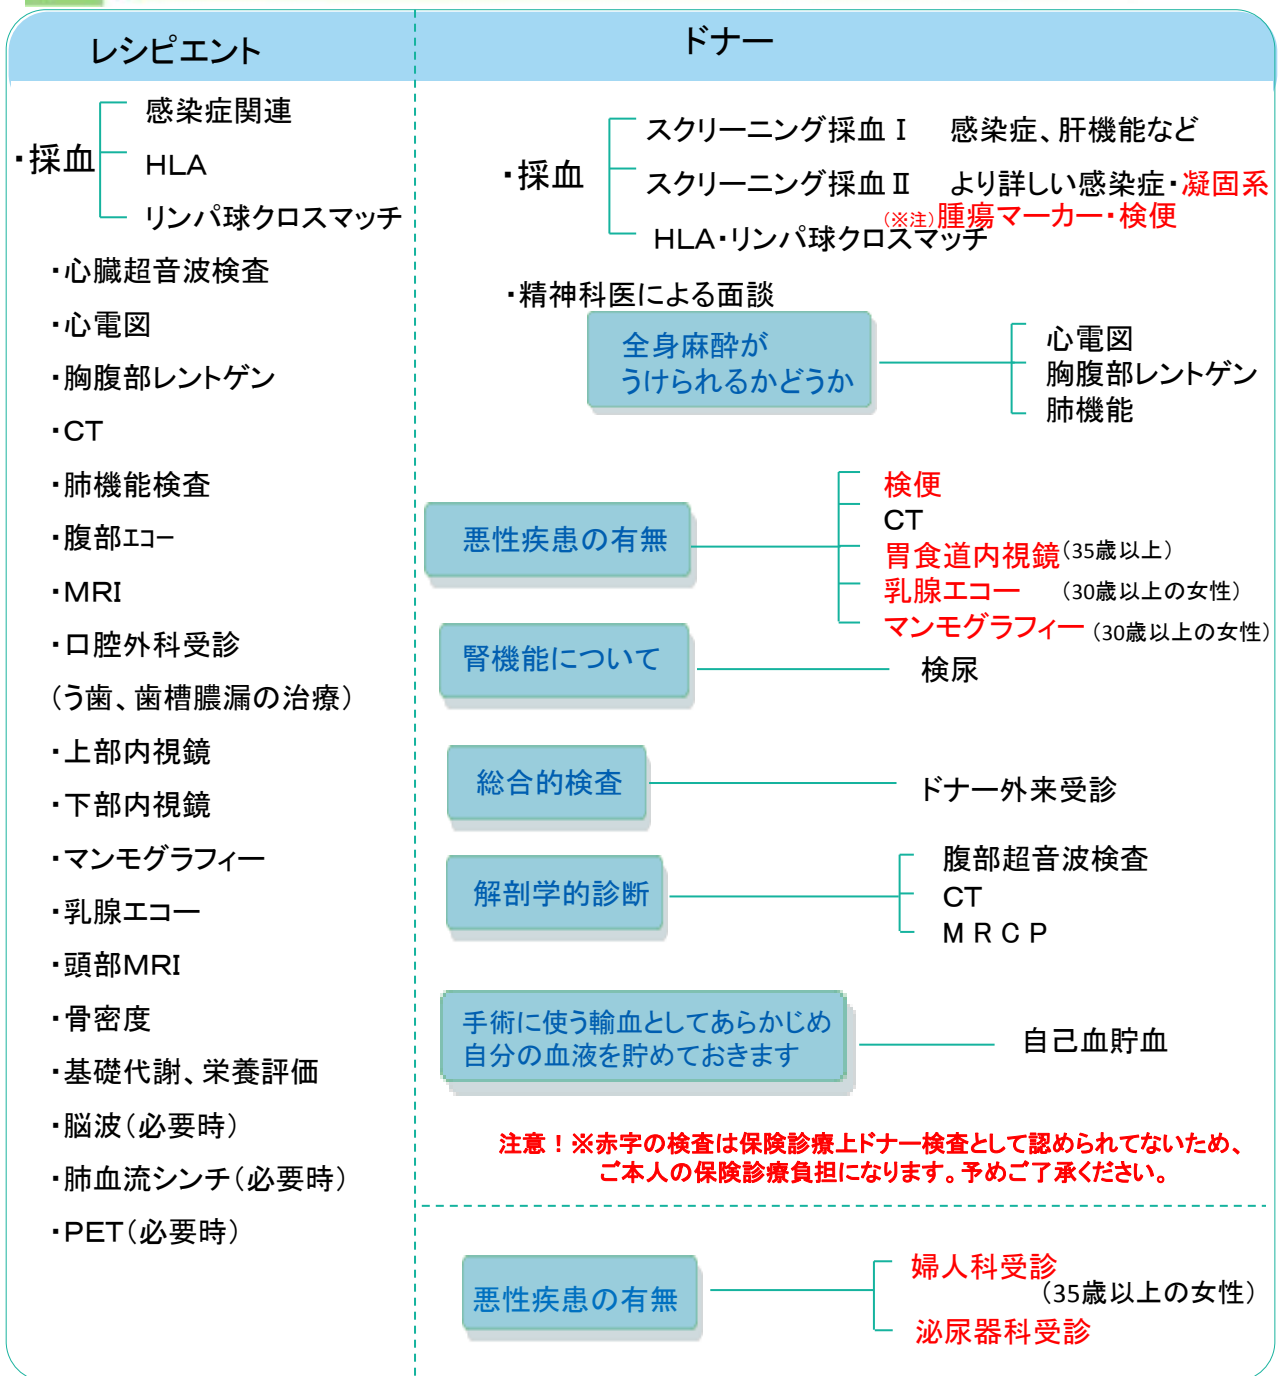 レシピエント
・採血
感染症関連
HLA
リンパ球クロスマッチ
・心臓超音波検査
・心電図
・胸腹部レントゲン
・CT
・肺機能検査
・腹部エコー
・MRI
・口腔外科受診
(う歯、歯槽膿漏の治療)
・上部内視鏡
・下部内視鏡
・マンモグラフィー
・乳腺エコー
・頭部MRI
・骨密度
・基礎代謝、栄養評価
・脳波(必要時)
・肺血流シンチ(必要時)
・PET(必要時)
ドナー
・採血
スクリーニング採血Ⅰ 感染症、肝機能など
スクリーニング採血Ⅱ より詳しい感染症・凝固系
(※注)腫瘍マーカー・検便
HLA・リンパ球クロスマッチ
・精神科医による面談
全身麻酔が
うけられるかどうか
心電図
胸腹部レントゲン
肺機能
悪性疾患の有無
検便
CT
胃食道内視鏡(35歳以上)
乳腺エコー (30歳以上の女性)
マンモグラフィー(30歳以上の女性)
腎機能について
検尿
総合的検査
ドナー外来受診
解剖学的診断
腹部超音波検査
CT
MRCP
手術に使う輸血としてあらかじめ
自分の血液を貯めておきます
自己血貯血
注意!※赤字の検査は保険診療上ドナー検査として認められてないため、
ご本人の保険診療負担になります。予めご了承ください。
悪性疾患の有無
婦人科受診
(35歳以上の女性)
泌尿器科受診